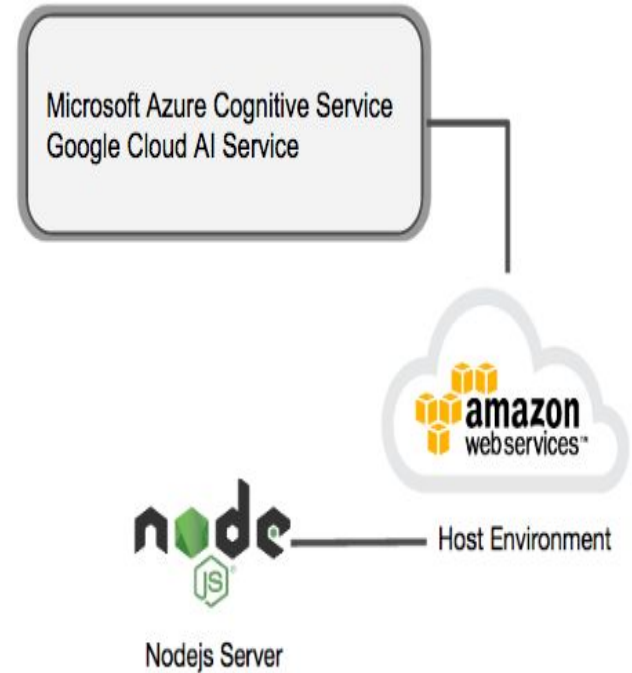 Microsoft Azure Cognitive Service
Google Cloud AI Service
amazon
webservices™
node
JS®
Host Environment
Nodejs Server